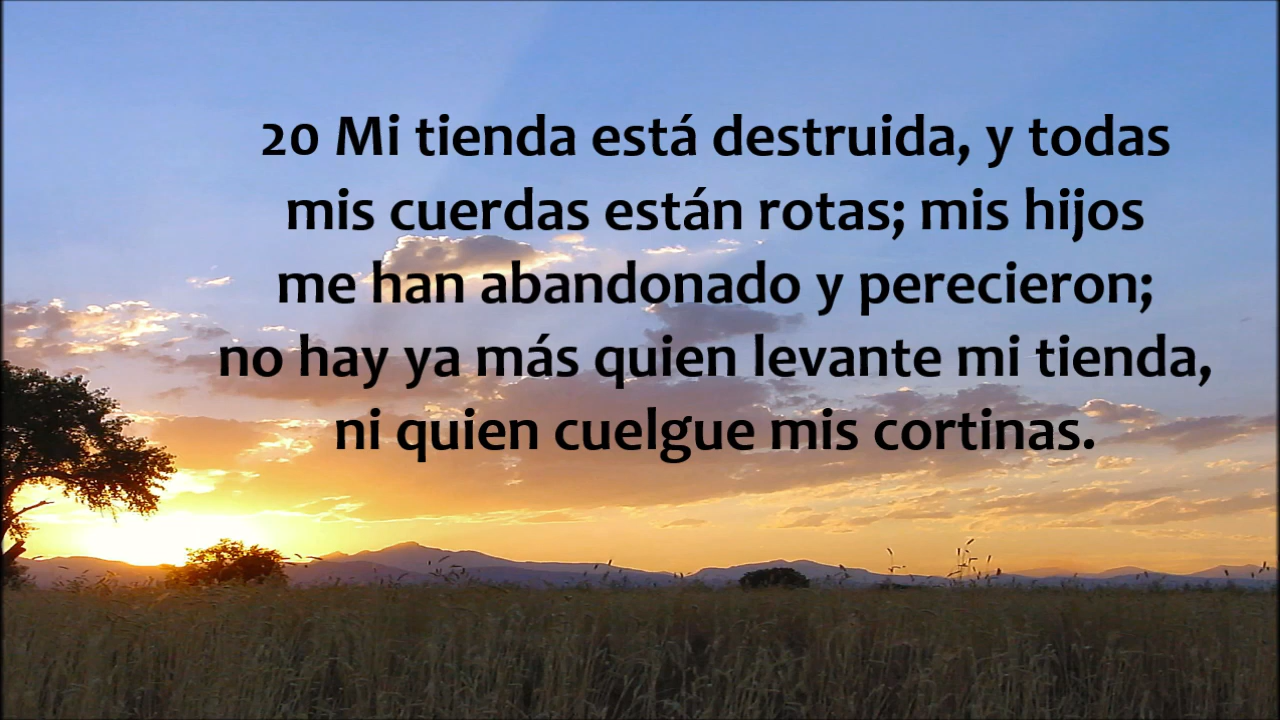 20 Mi tienda está destruida, y todas
mis cuerdas están rotas; mis hijos
me han abandonado y perecieron;
no hay ya más quien levante mi tienda,
ni quien cuelgue mis cortinas.